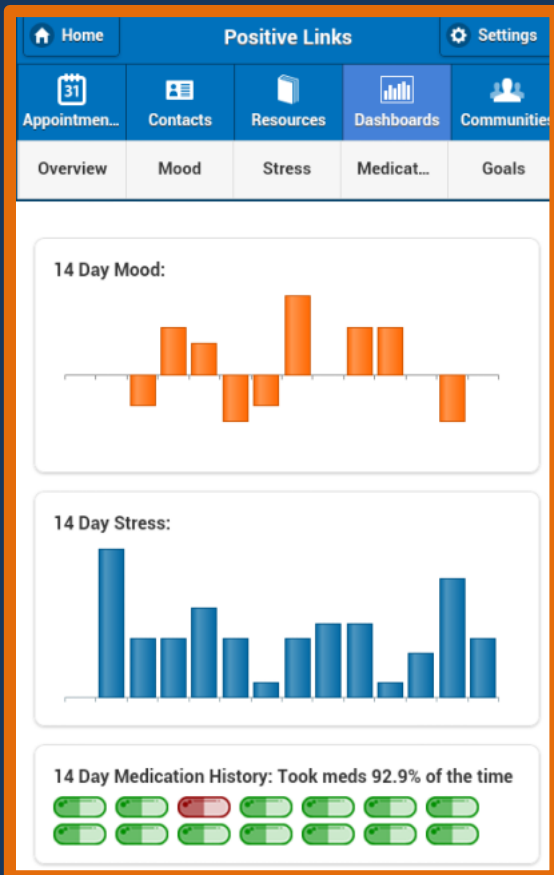 Home Positive Links Settings
31
Appointmen... Contacts Resources Dashboards Communities
Overview Mood Stress Medicat... Goals
14 Day Mood:
14 Day Stress:
14 Day Medication History: Took meds 92.9% of the time